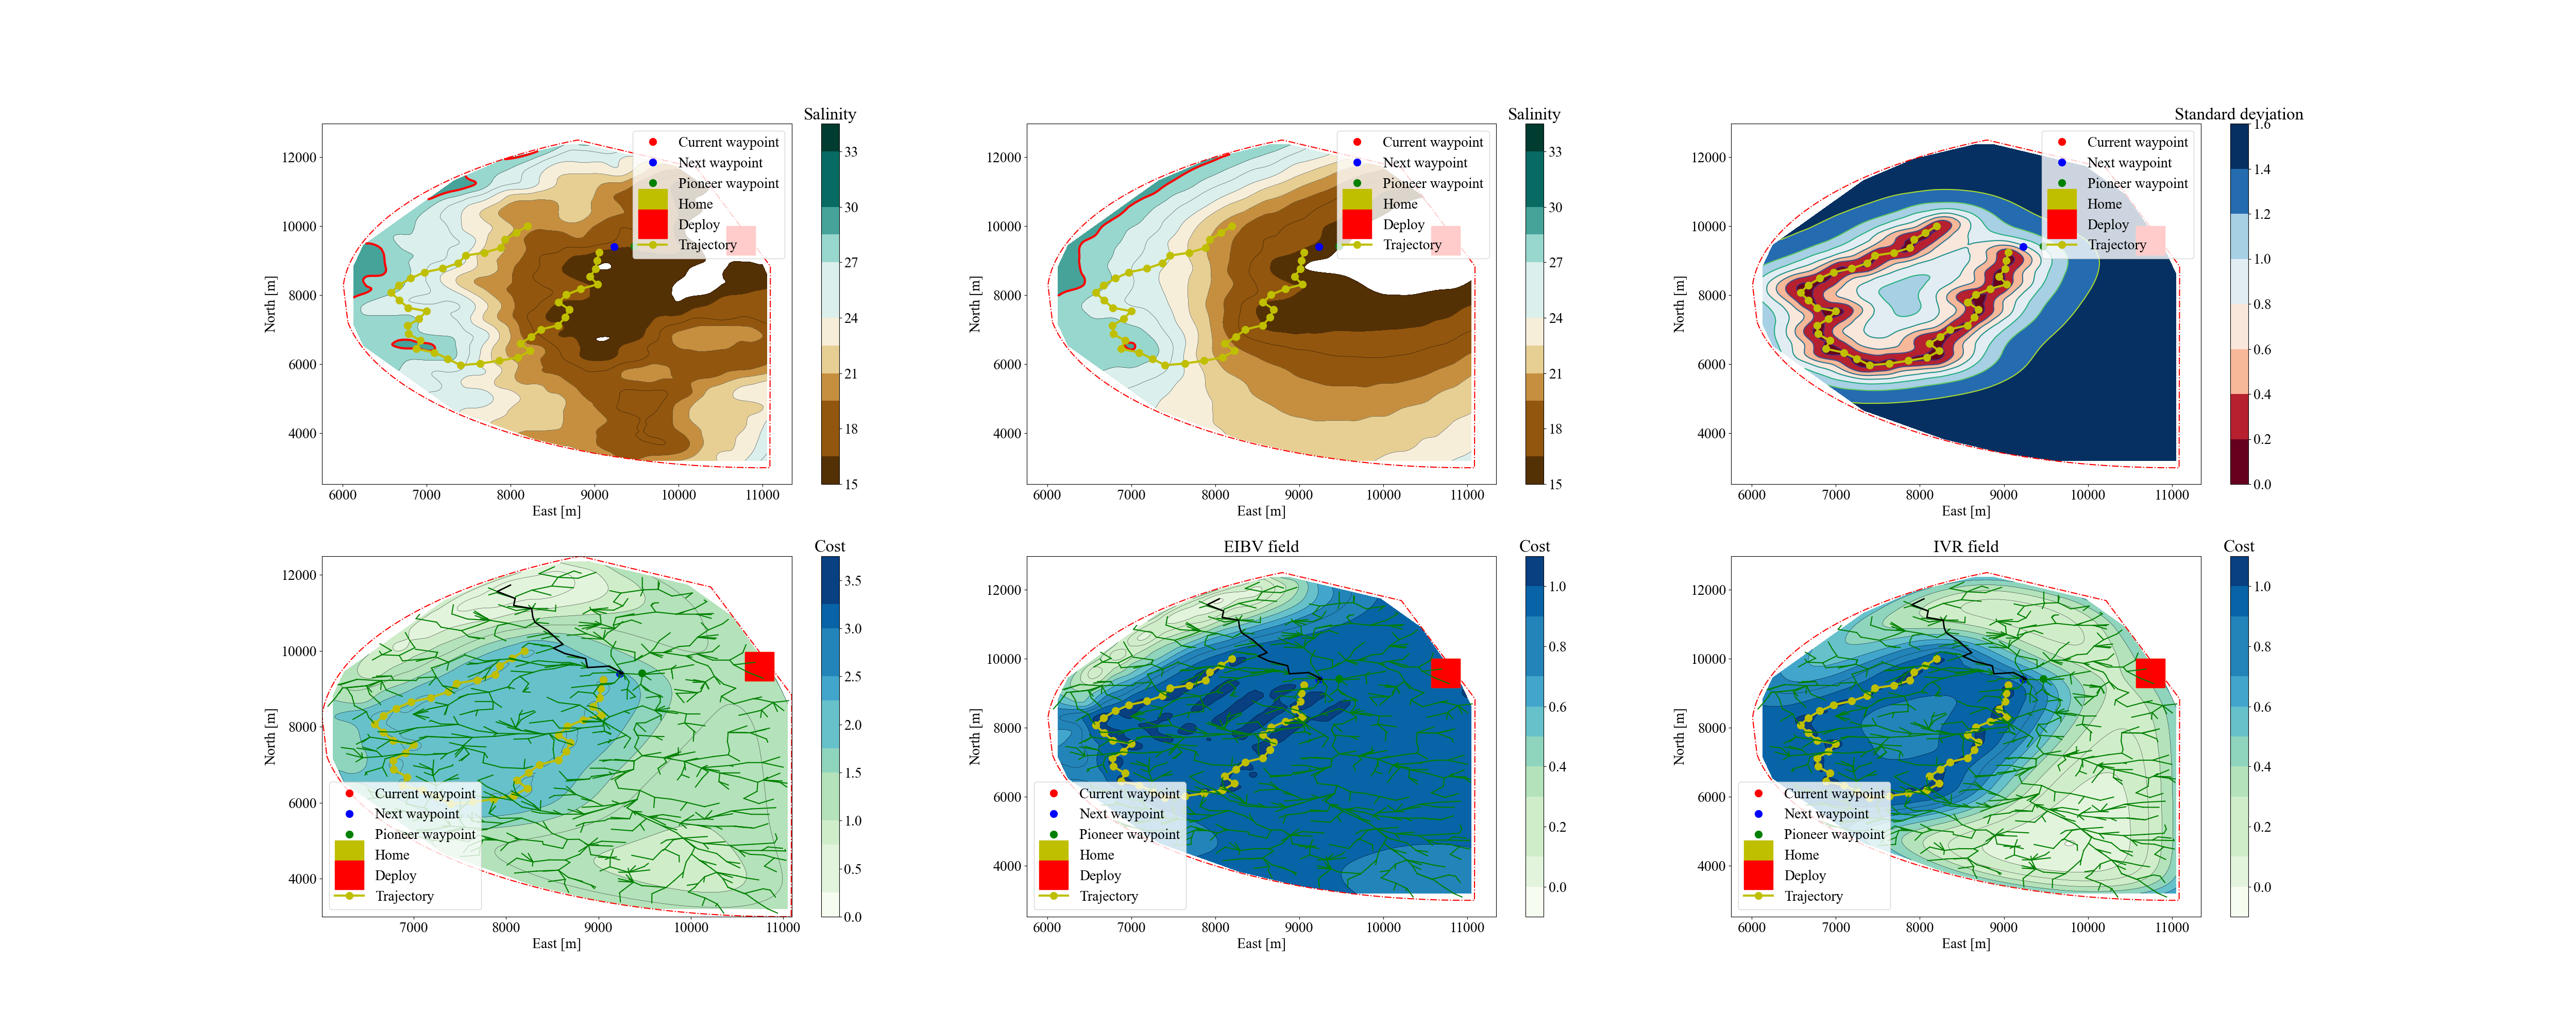 Salinity
Current waypoint
Next waypoint
Pioneer waypoint
Home
Deploy
Trajectory
North [m]
12000
10000
8000
6000
4000
6000 7000 8000 9000 10000 11000
East [m]
33
30
27
24
21
18
15
Salinity
Current waypoint
Next waypoint
Pioneer waypoint
Home
Deploy
Trajectory
North [m]
12000
10000
8000
6000
4000
6000 7000 8000 9000 10000 11000
East [m]
33
30
27
24
21
18
15
Standard deviation
Current waypoint
Next waypoint
Pioneer waypoint
Home
Deploy
Trajectory
North [m]
12000
10000
8000
6000
4000
6000 7000 8000 9000 10000 11000
East [m]
1.6
1.4
1.2
1.0
0.8
0.6
0.4
0.2
0.0
Cost
North [m]
12000
10000
8000
6000
4000
Current waypoint
Next waypoint
Pioneer waypoint
Home
Deploy
Trajectory
7000 8000 9000 10000 11000
East [m]
3.5
3.0
2.5
2.0
1.5
1.0
0.5
0.0
EIBV field
Cost
North [m]
12000
10000
8000
6000
4000
Current waypoint
Next waypoint
Pioneer waypoint
Home
Deploy
Trajectory
6000 7000 8000 9000 10000 11000
East [m]
1.0
0.8
0.6
0.4
0.2
0.0
IVR field
Cost
North [m]
12000
10000
8000
6000
4000
Current waypoint
Next waypoint
Pioneer waypoint
Home
Deploy
Trajectory
6000 7000 8000 9000 10000 11000
East [m]
1.0
0.8
0.6
0.4
0.2
0.0